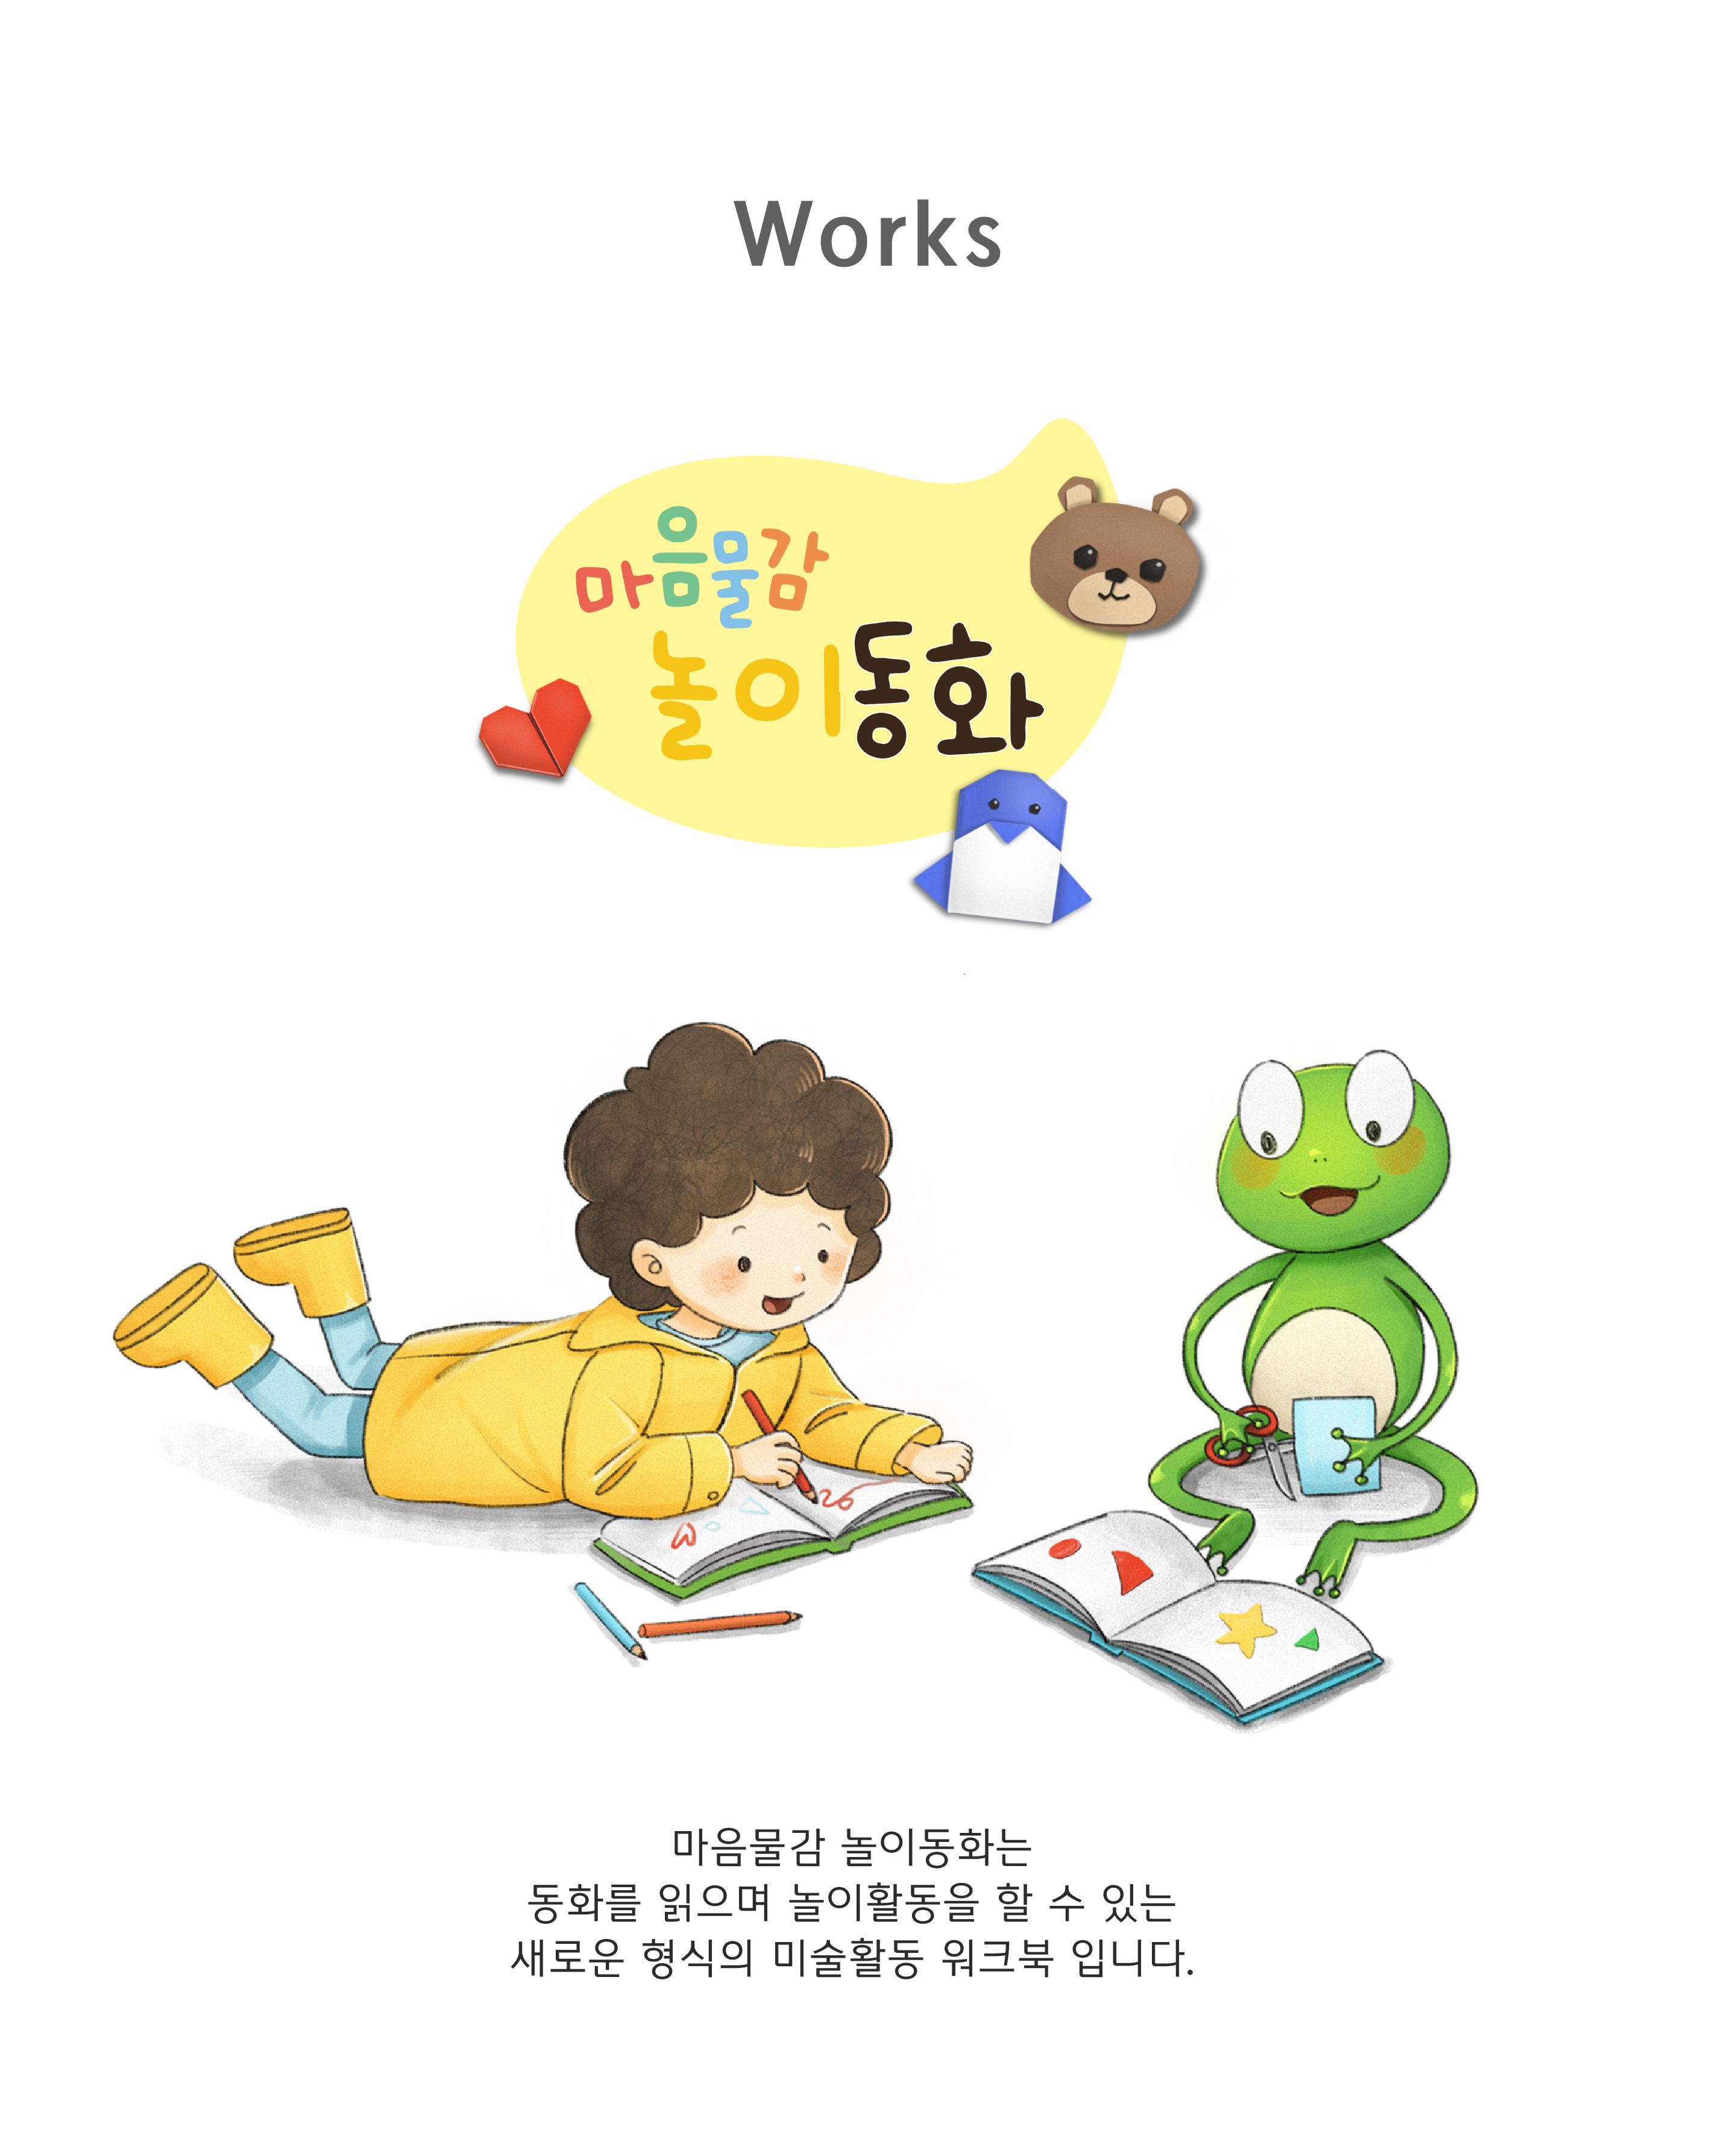 Works
마음물감
놀이동화
마음물감 놀이동화는
동화를 읽으며 놀이활동을 할 수 있는
새로운 형식의 미술활동 워크북 입니다.